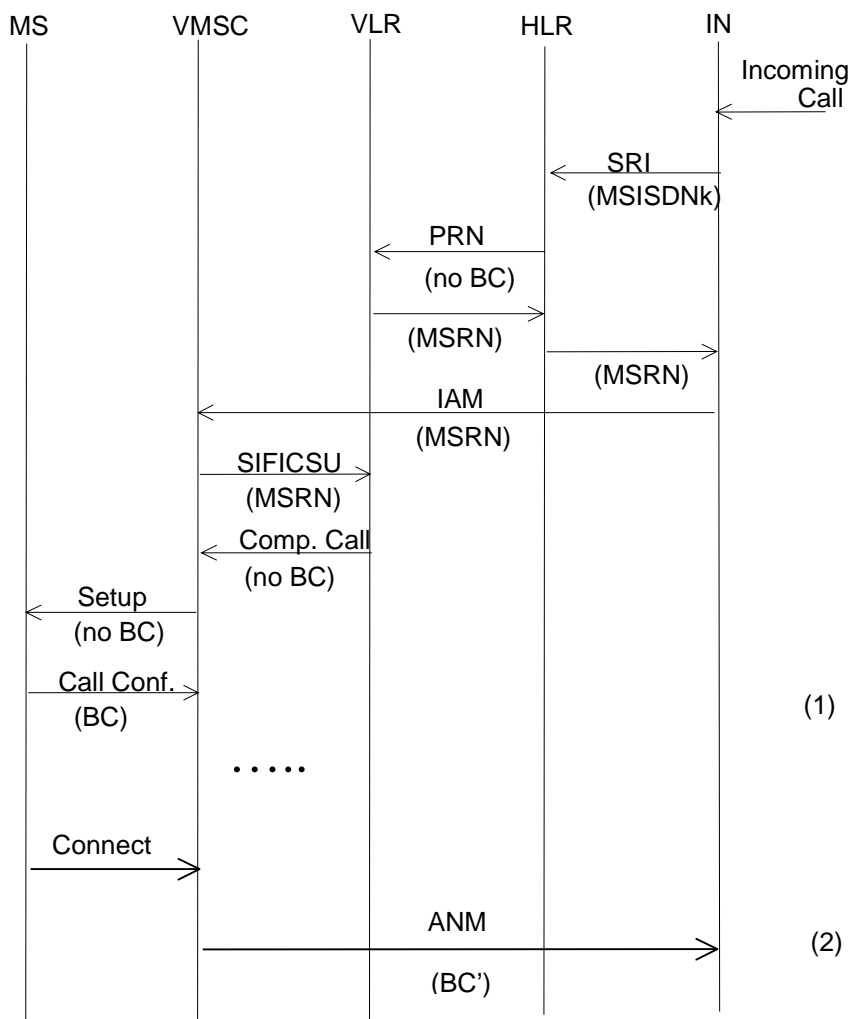 MS VMSC VLR HLR IN
Incoming
Call
SRI
(MSISDNk)
PRN
(no BC)
(MSRN)
(MSRN)
IAM
(MSRN)
SIFICSU
(MSRN)
Comp. Call
(no BC)
Setup
(no BC)
Call Conf.
(BC)
(1)
.....
Connect
ANM
(2)
(BC’)